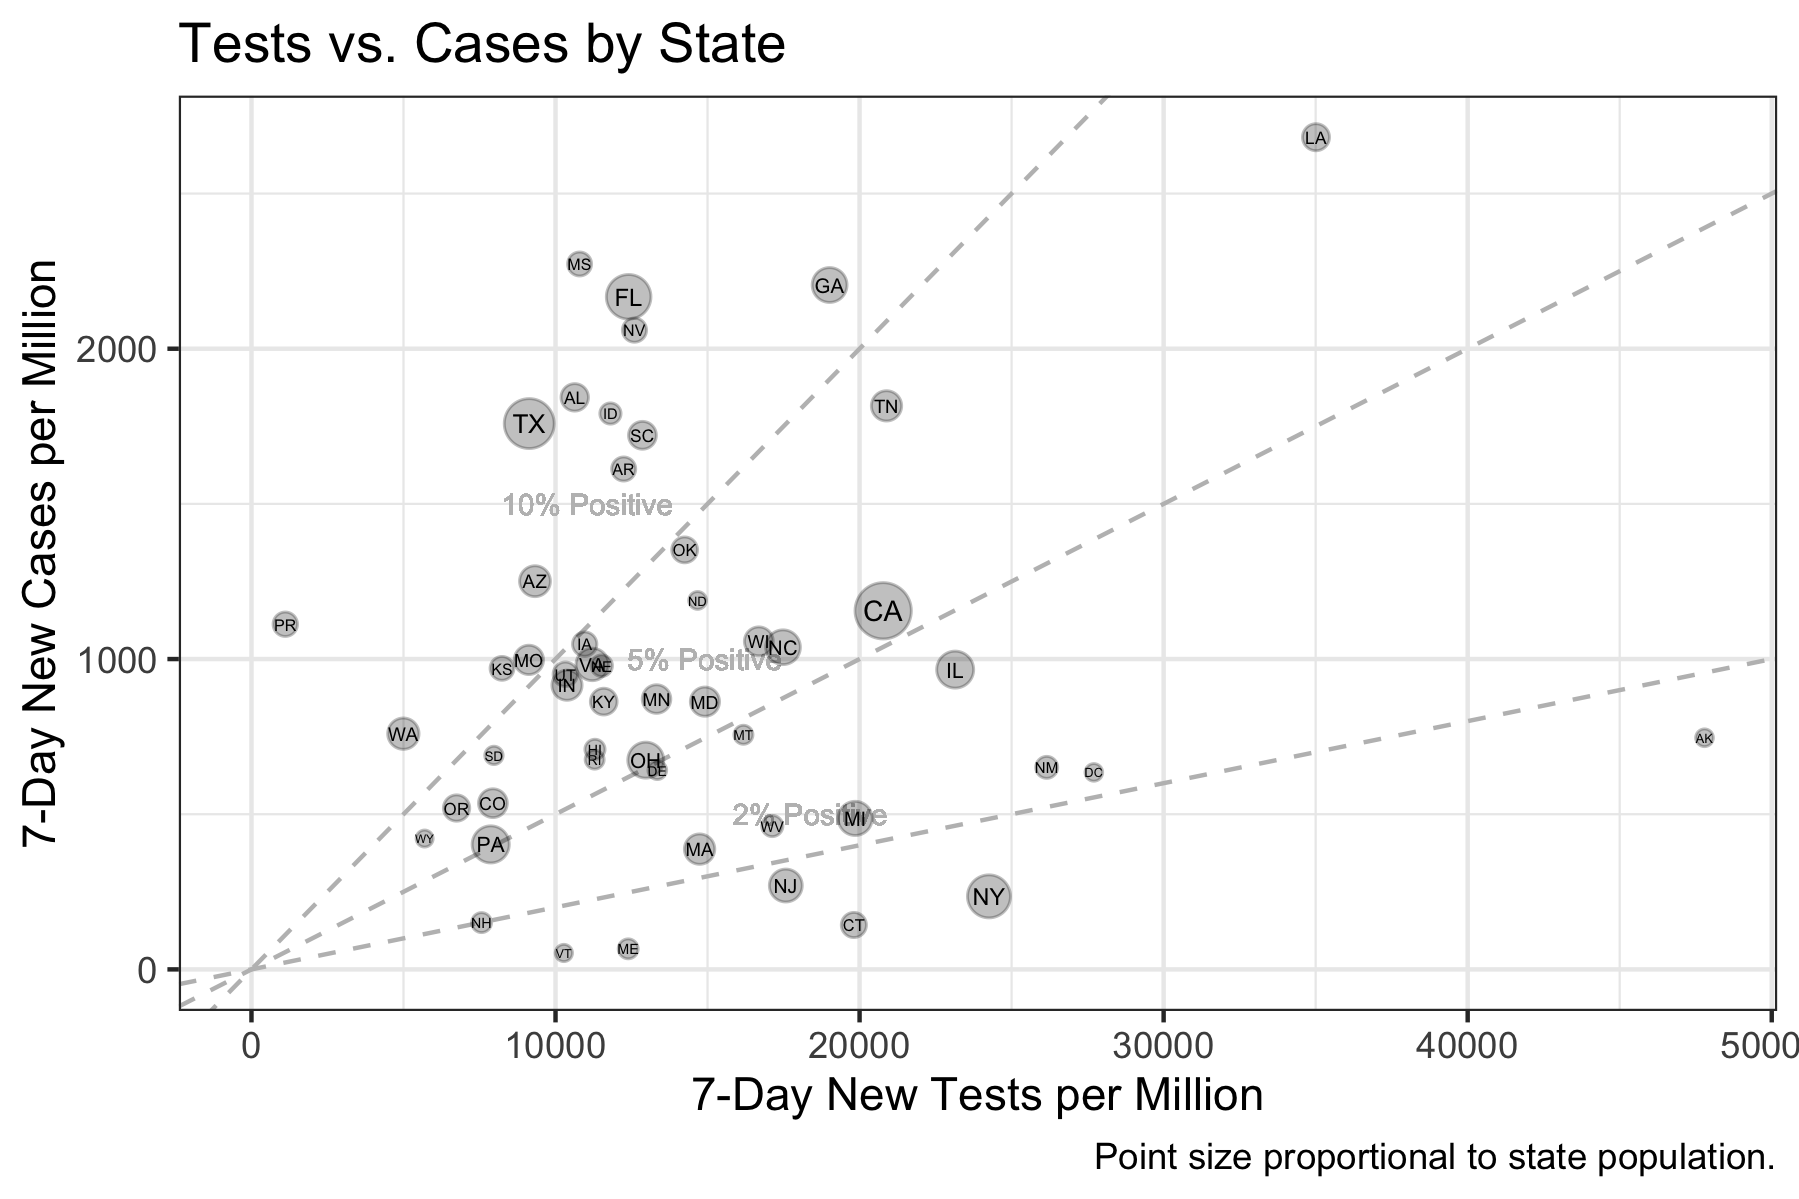 Tests vs. Cases by State
7-Day New Cases per Million
2000
1000
0
LA
MS
FL
GA
NV
AL
ID
TX
TN
SC
AR
10% Positive
OK
AZ
ND
CA
PR
IA
WI
NC
MO
VA
NE
5% Positive
KS
UT
IN
IL
KY
MN
MD
WA
MT
AK
HI
SD
RI
OH
DE
NM
DC
OR
CO
2% Positive
WV
MI
WY
PA
MA
NJ
NY
NH
CT
VT
ME
0
10000
20000
30000
40000
5000
7-Day New Tests per Million
Point size proportional to state population.